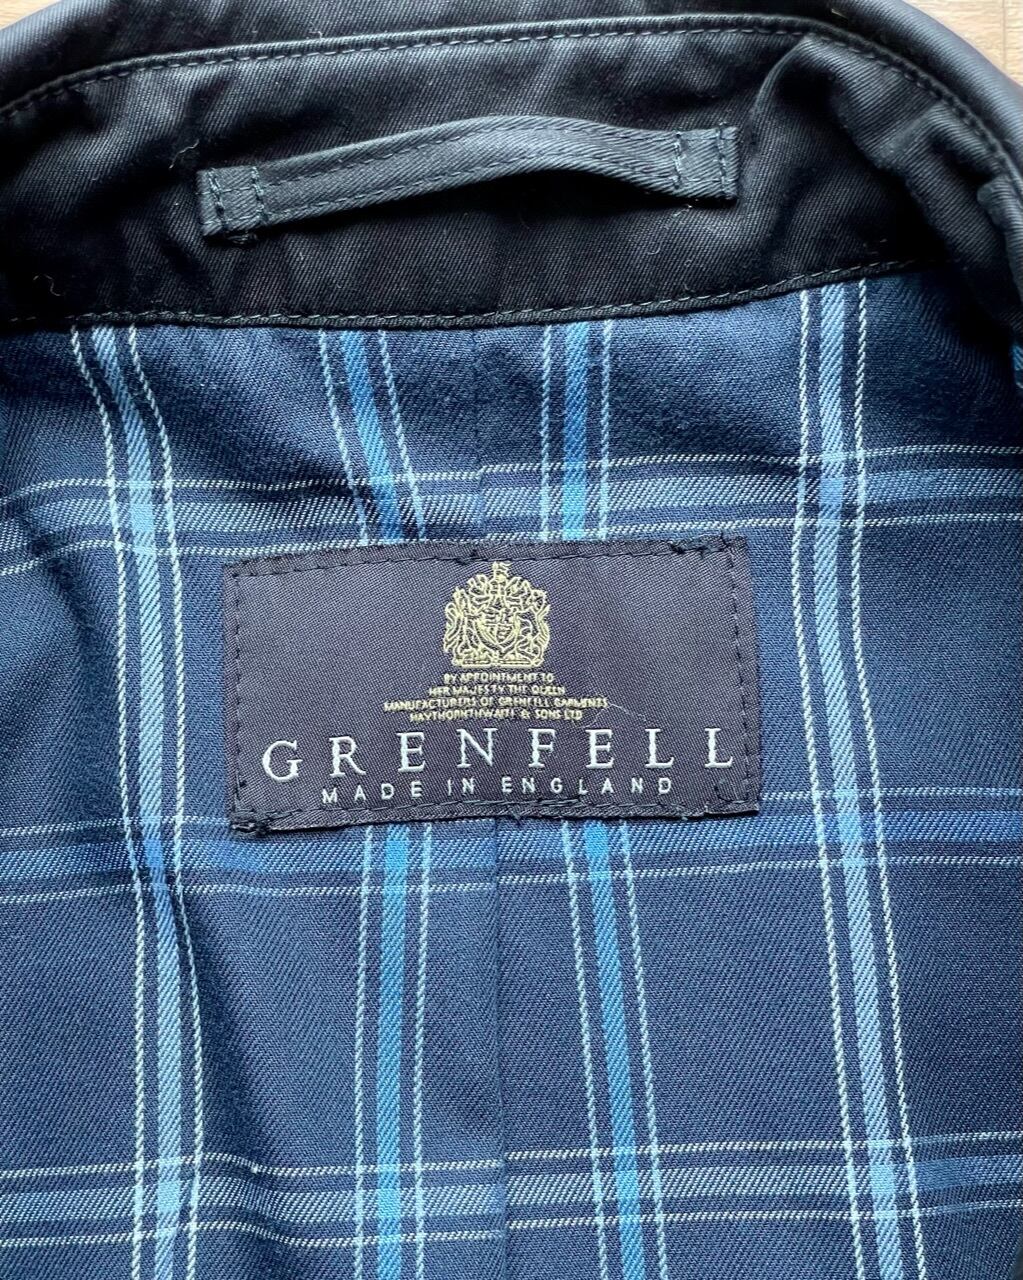 BY APPOINTMENT TO
HER MAJESTY THE QUEEN
MANUFACTURERS OF GRENFELL GARMENTS
HAYTHORNTHWAITE & SONS LTD
GRENFELL
MADE IN ENGLAND